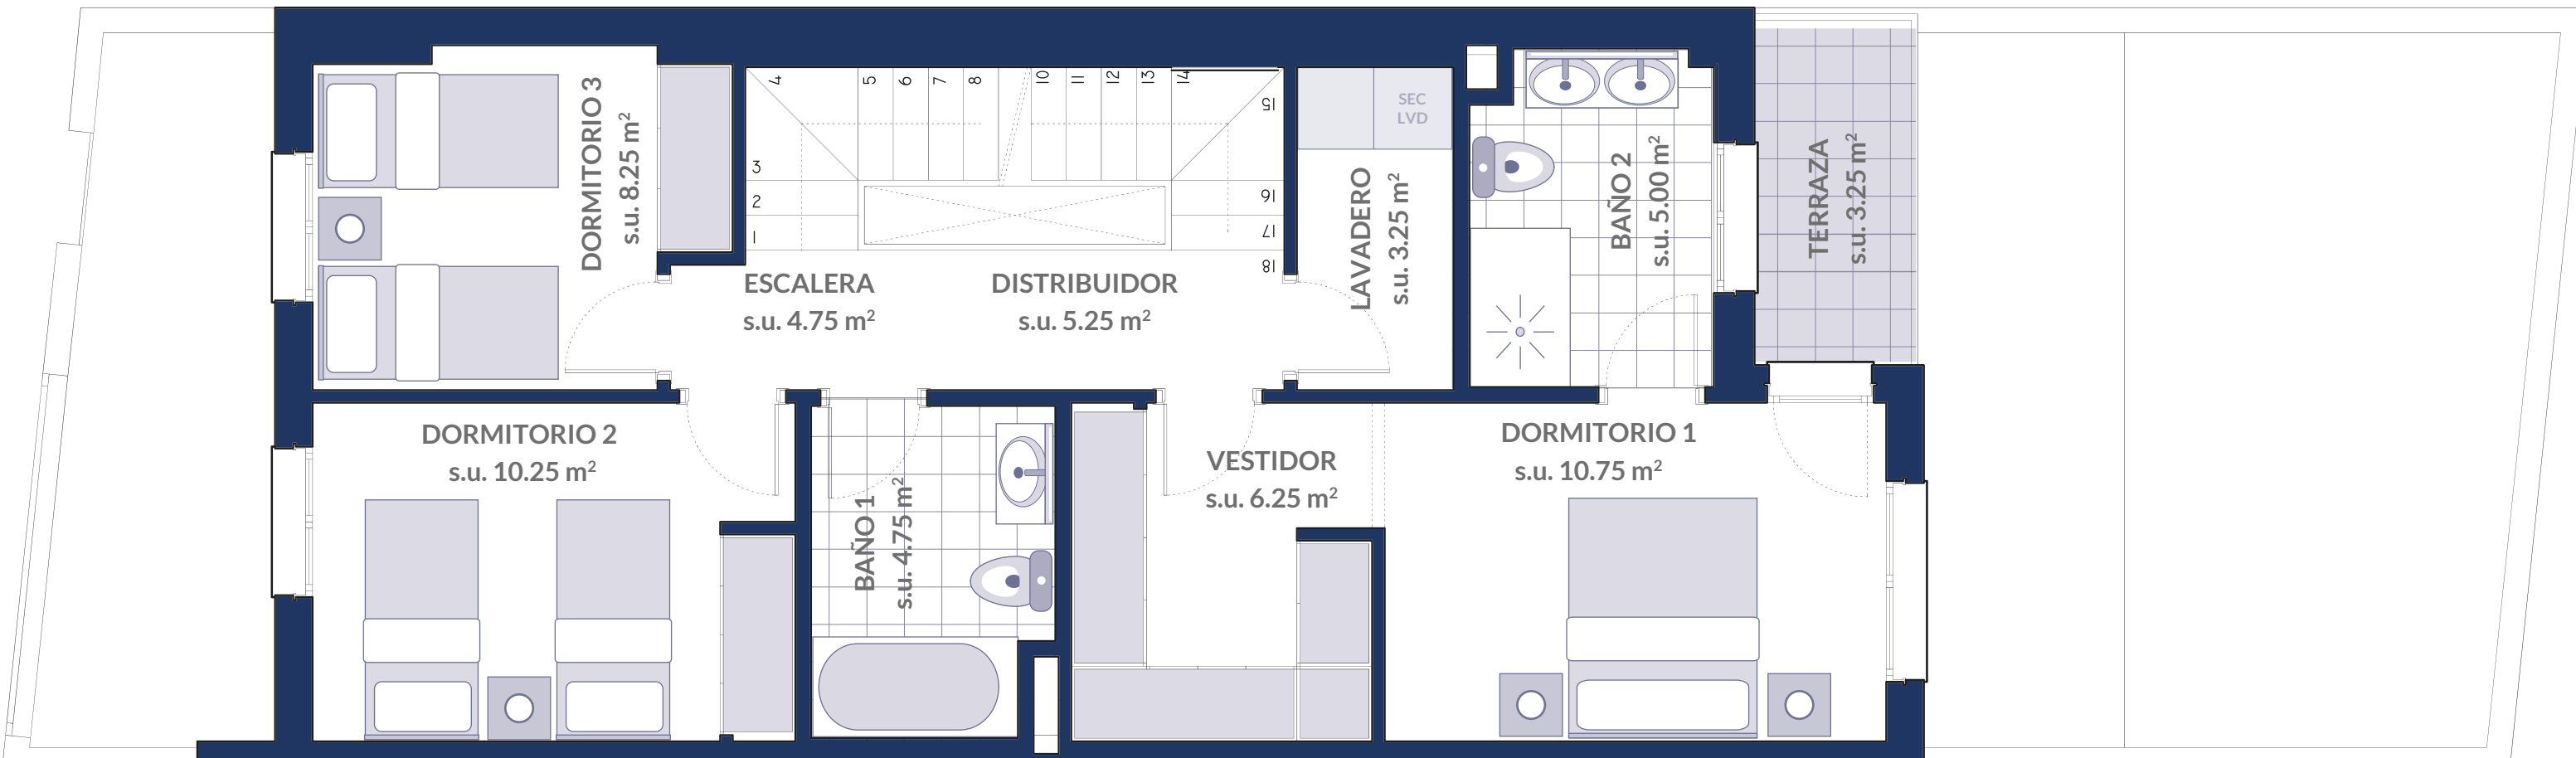 DORMITORIO 3
s.u. 8.25 m²
4
5
6
7
8
10
11
12
13
14
15
3
2
1
16
17
18
ESCALERA
s.u. 4.75 m²
DISTRIBUIDOR
s.u. 5.25 m²
SEC
LVD
LAVADERO
s.u. 3.25 m²
BAÑO 2
s.u. 5.00 m²
TERRAZA
s.u. 3.25 m²
DORMITORIO 2
s.u. 10.25 m²
BAÑO 1
s.u. 4.75 m²
VESTIDOR
s.u. 6.25 m²
DORMITORIO 1
s.u. 10.75 m²